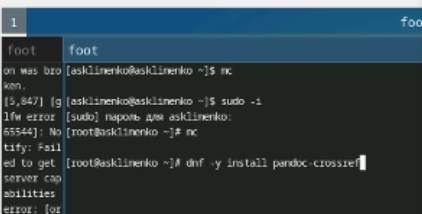 1
foo
foot
foot
on was bro
ken.
[5,847] [g
lfw error
65544]: No
tify: Fail
ed to get
server cap
abilities
error: [or
[asklimenko@asklimenko ~]$ mc
[asklimenko@asklimenko ~]$ sudo -i
[sudo] пароль для asklimenko:
[root@asklimenko ~]# mc
[root@asklimenko ~]# dnf -y install pandoc-crossref